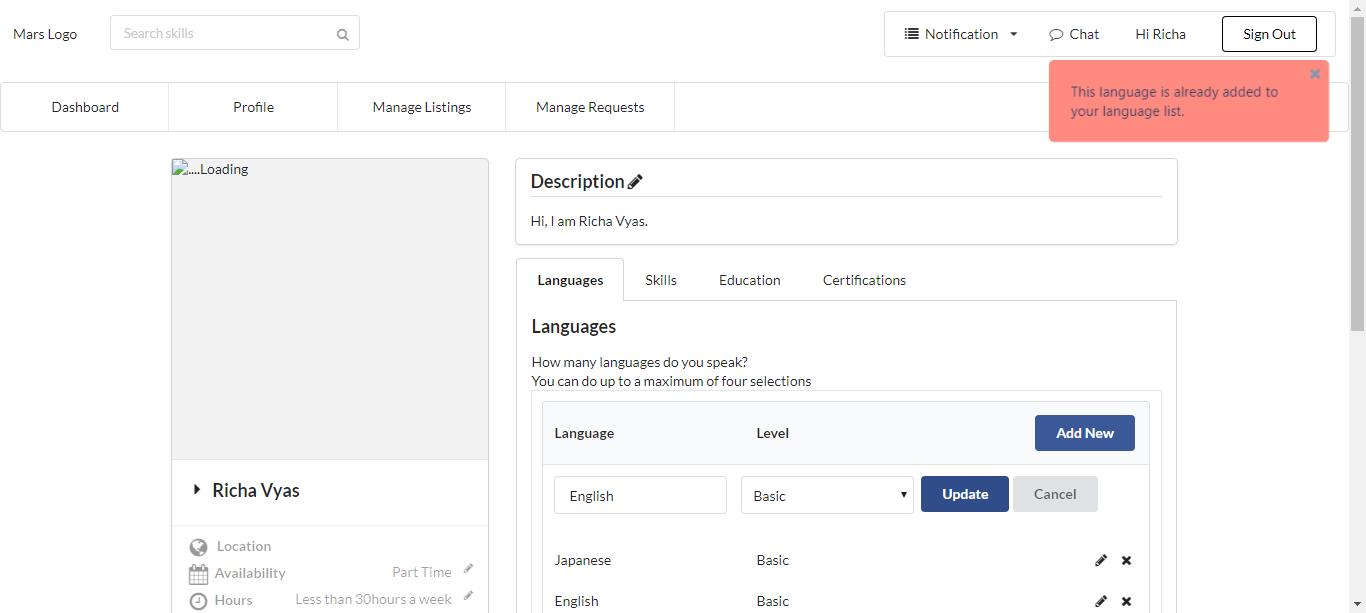 Mars Logo
Search skills
Notification
Chat
Hi Richa
Sign Out
This language is already added to
your language list.
Dashboard
Profile
Manage Listings
Manage Requests
....Loading
Description
Hi, I am Richa Vyas.
Languages
Skills
Education
Certifications
Languages
How many languages do you speak?
You can do up to a maximum of four selections
Language
Level
Add New
English
Basic
Update
Cancel
Japanese
Basic
English
Basic
Richa Vyas
Location
Availability
Part Time
Hours
Less than 30hours a week